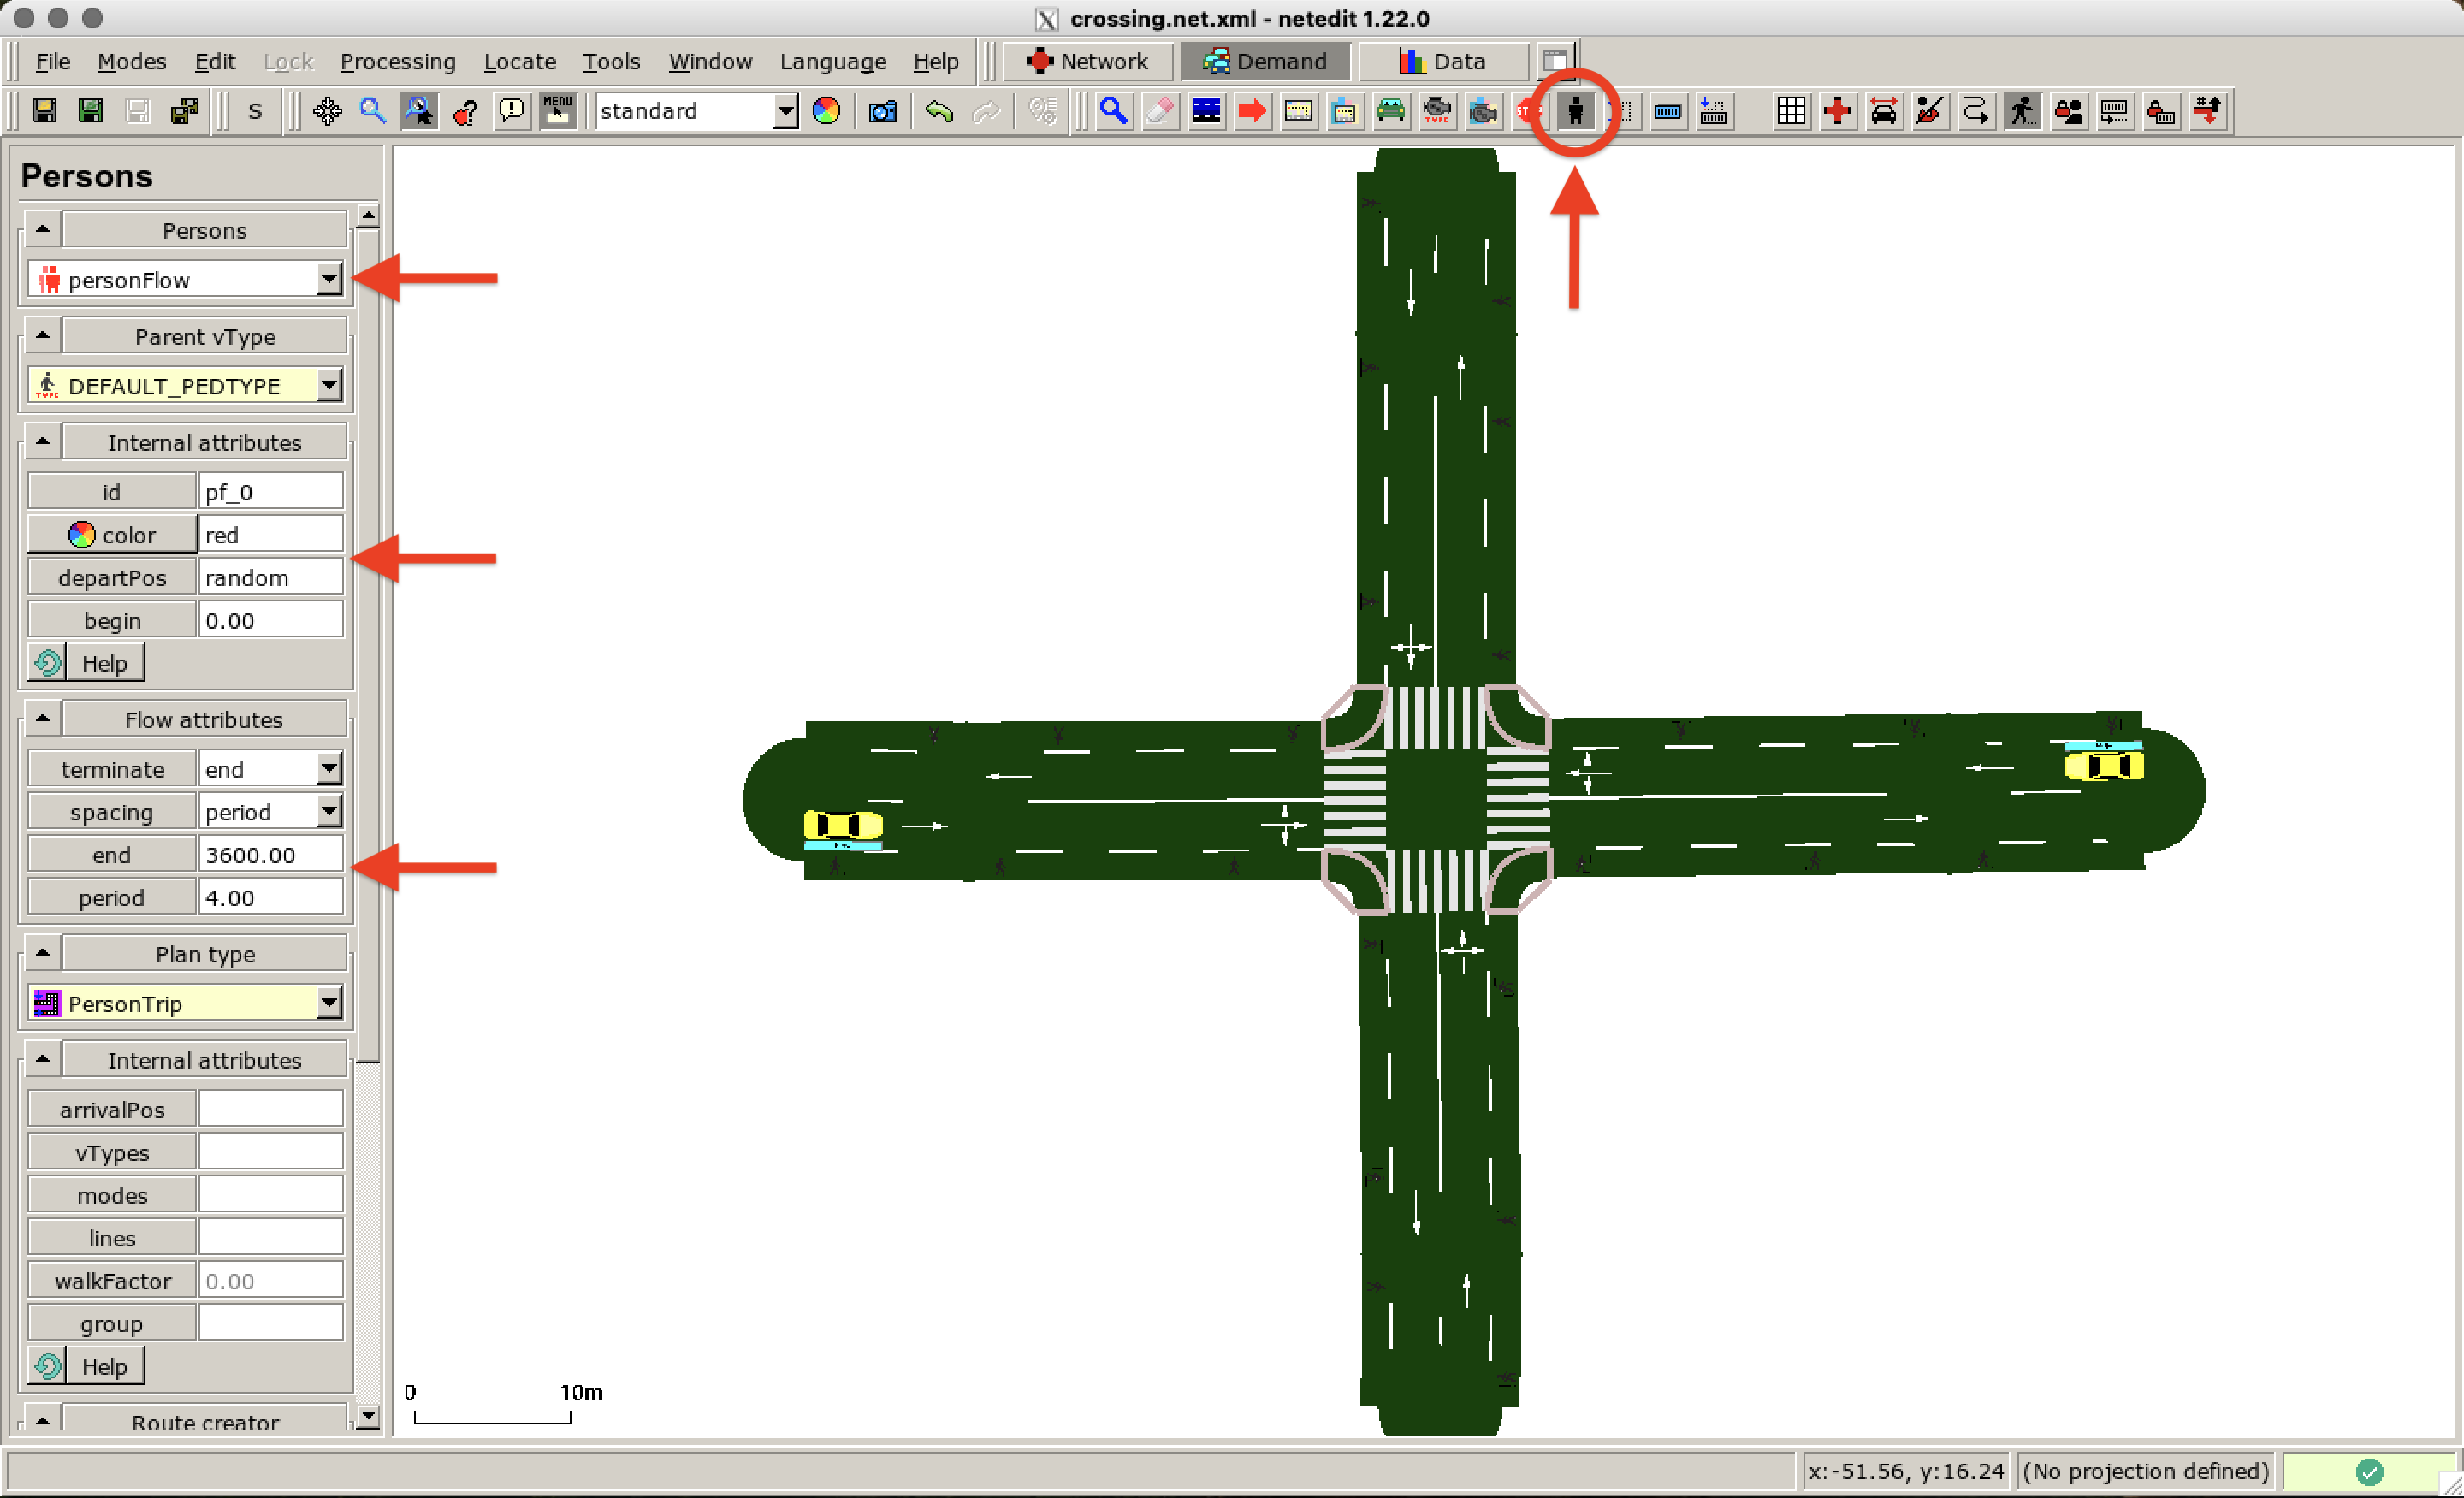 crossing.net.xml - netedit 1.22.0
File Modes Edit Lock Processing Locate Tools Window Language Help Network Demand Data
S MENU standard TYPE
Persons
Persons
personFlow
Parent vType
TYPE DEFAULT_PEDTYPE
Internal attributes
id pf_0
color red
departPos random
begin 0.00
Help
Flow attributes
terminate end
spacing period
end 3600.00
period 4.00
Plan type
PersonTrip
Internal attributes
arrivalPos
vTypes
modes
lines
walkFactor 0.00
group
Help
Route creator
0 10m
x:-51.56, y:16.24 (No projection defined)